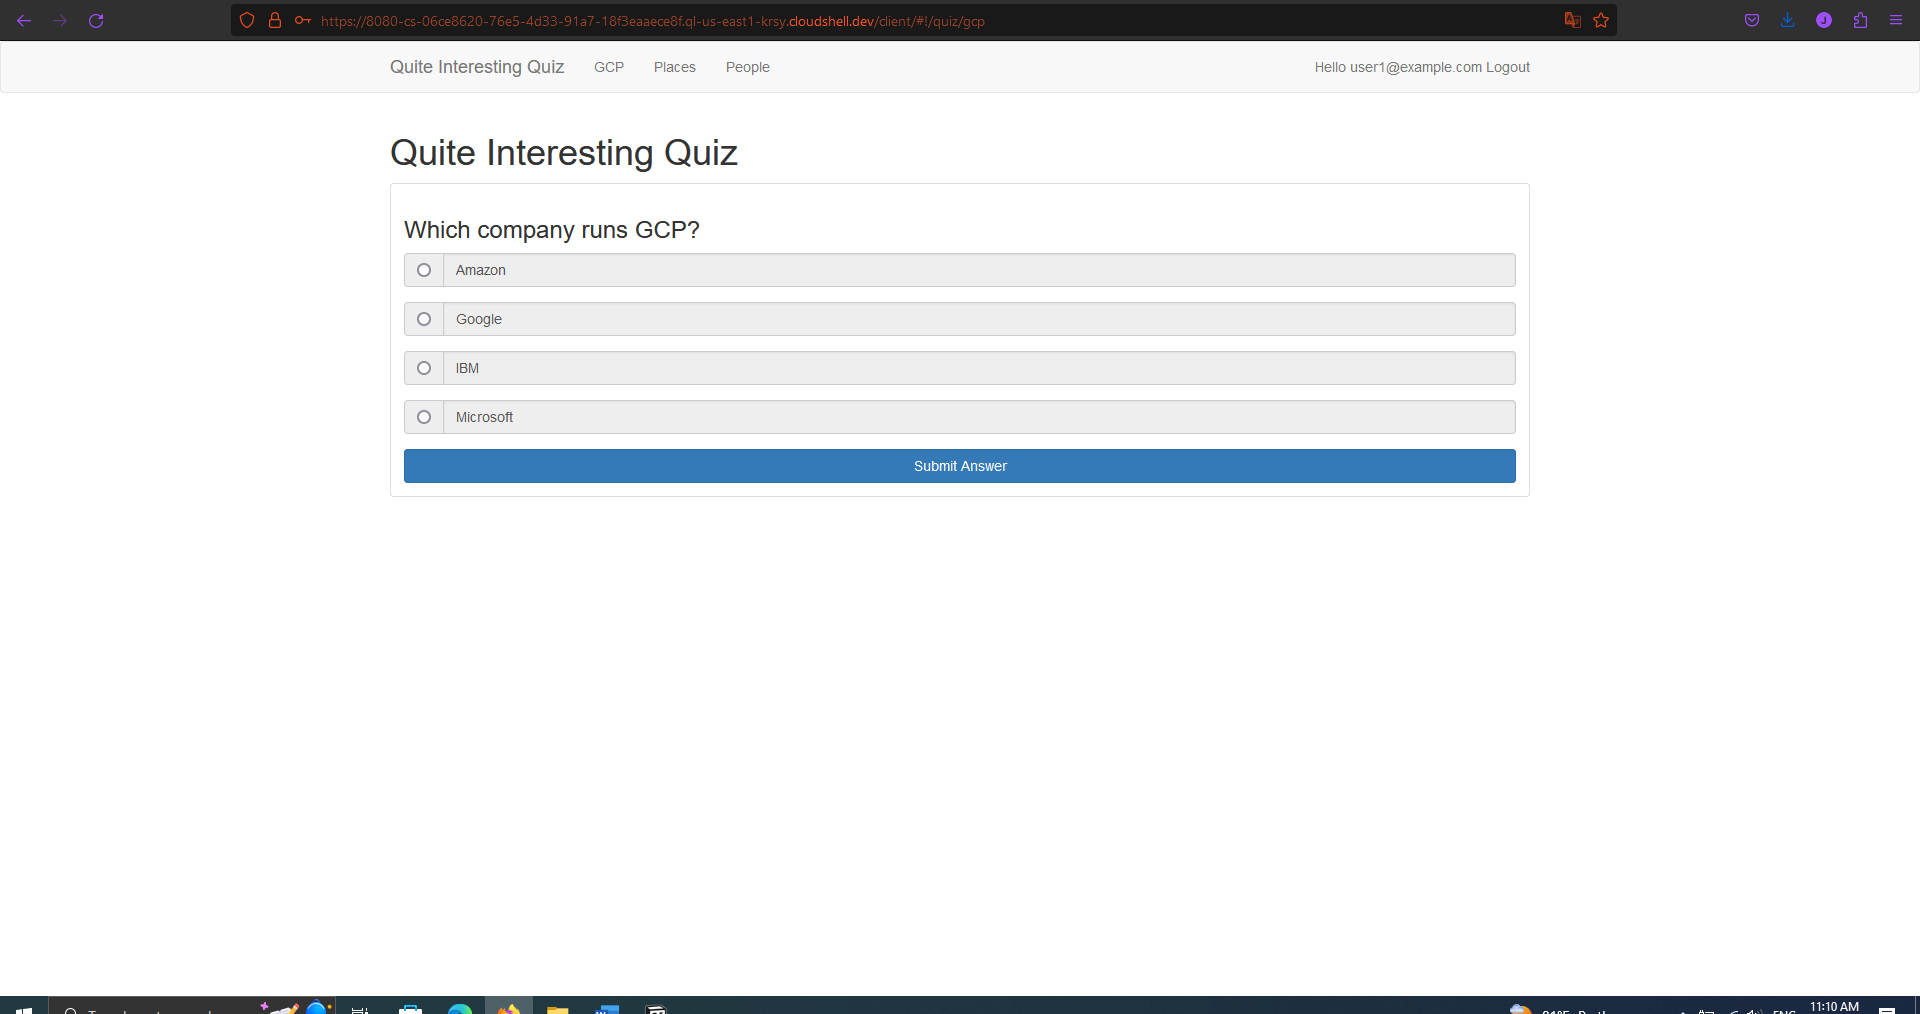 https://8080-cs-06ce8620-76e5-4d33-91a7-18f3eaaece8f.ql-us-east1-krsy.cloudshell.dev/client/#!/quiz/gcp
Quite Interesting Quiz GCP Places People Hello user1@example.com Logout
Quite Interesting Quiz
Which company runs GCP?
Amazon
Google
IBM
Microsoft
Submit Answer
11:10 AM